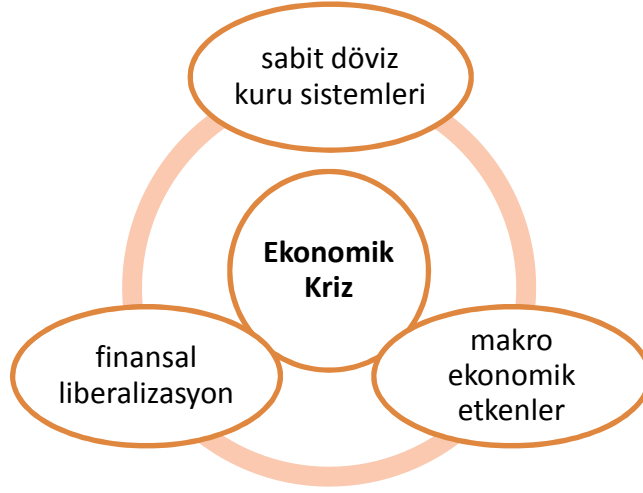 sabit döviz
kuru sistemleri
Ekonomik
Kriz
finansal
liberalizasyon
makro
ekonomik
etkenler